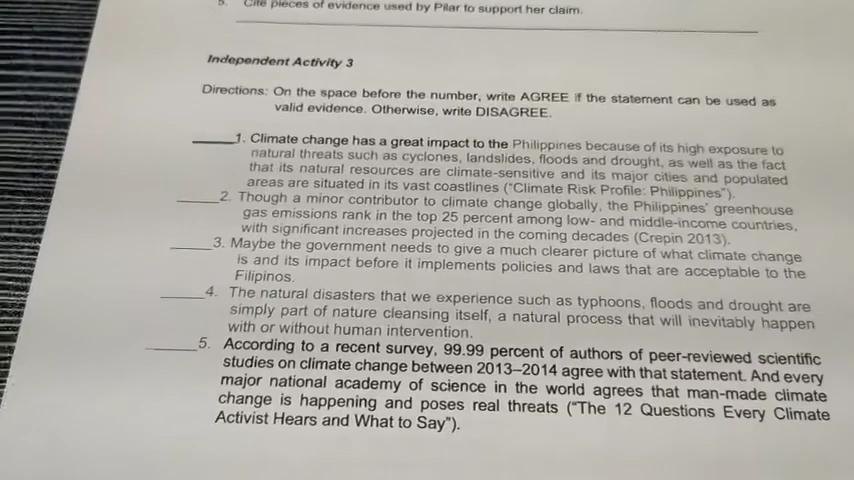 5. Cite pieces of evidence used by Pilar to support her claim.
Independent Activity 3
Directions: On the space before the number, write AGREE if the statement can be used as
valid evidence. Otherwise, write DISAGREE.
______1. Climate change has a great impact to the Philippines because of its high exposure to
natural threats such as cyclones, landslides, floods and drought, as well as the fact
that its natural resources are climate-sensitive and its major cities and populated
areas are situated in its vast coastlines (“Climate Risk Profile: Philippines”).
______2. Though a minor contributor to climate change globally, the Philippines’ greenhouse
gas emissions rank in the top 25 percent among low- and middle-income countries,
with significant increases projected in the coming decades (Crepin 2013).
______3. Maybe the government needs to give a much clearer picture of what climate change
is and its impact before it implements policies and laws that are acceptable to the
Filipinos.
______4. The natural disasters that we experience such as typhoons, floods and drought are
simply part of nature cleansing itself, a natural process that will inevitably happen
with or without human intervention.
______5. According to a recent survey, 99.99 percent of authors of peer-reviewed scientific
studies on climate change between 2013–2014 agree with that statement. And every
major national academy of science in the world agrees that man-made climate
change is happening and poses real threats (“The 12 Questions Every Climate
Activist Hears and What to Say”).